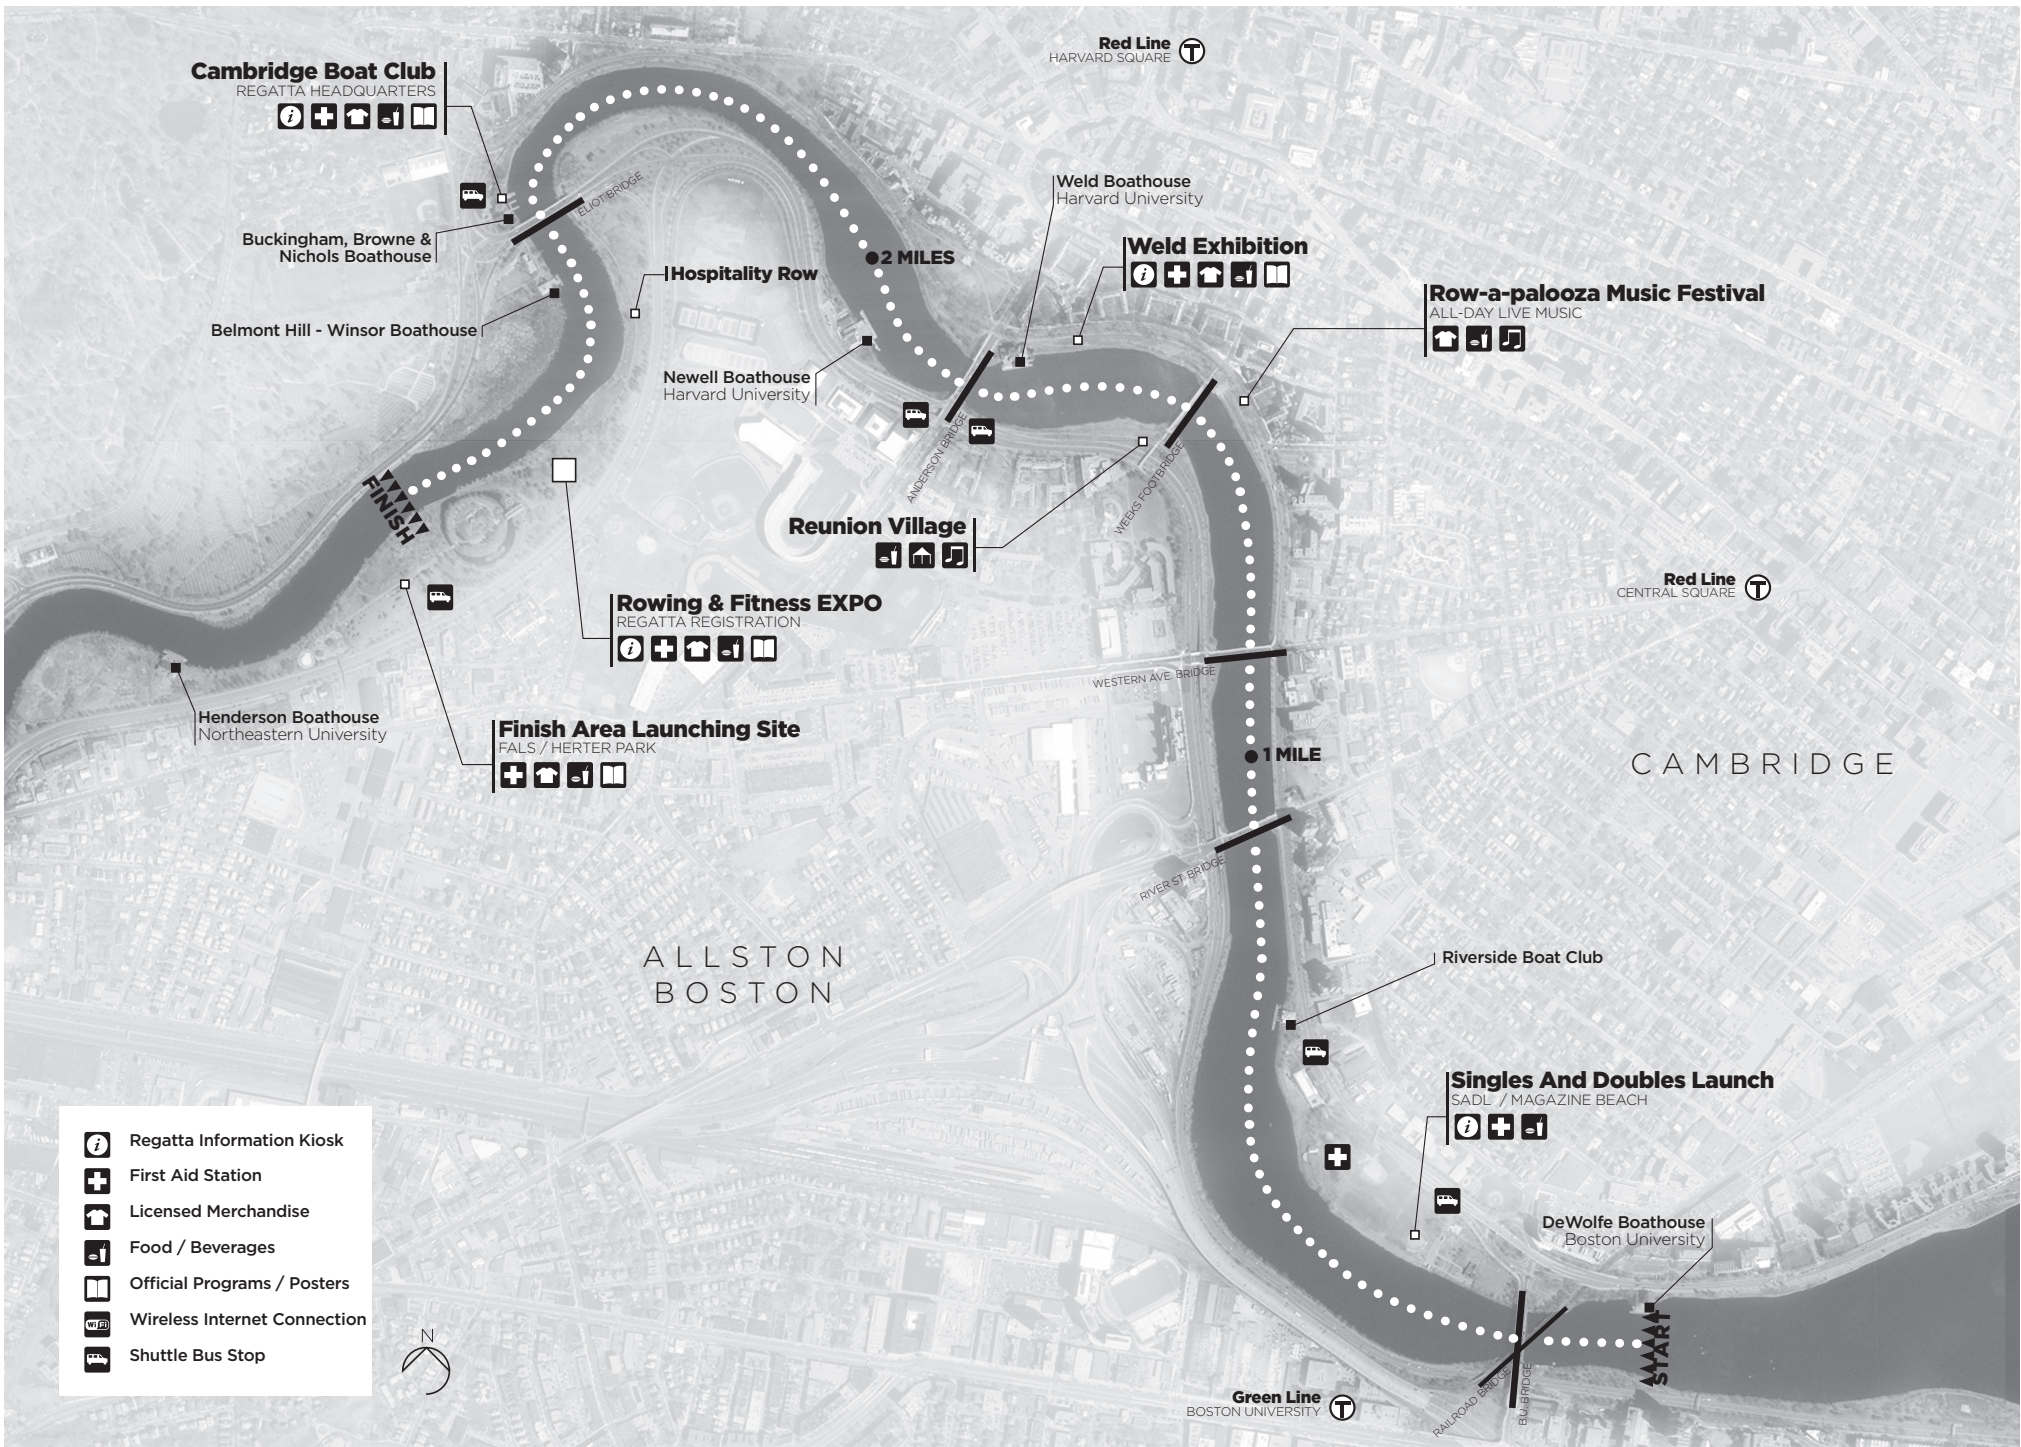 Red Line
HARVARD SQUARE
T
Cambridge Boat Club
REGATTA HEADQUARTERS
i
ELIOT BRIDGE
Weld Boathouse
Harvard University
Buckingham, Browne &
Nichols Boathouse
Weld Exhibition
i
2 MILES
Hospitality Row
Row-a-palooza Music Festival
ALL-DAY LIVE MUSIC
Belmont Hill - Winsor Boathouse
Newell Boathouse
Harvard University
ANDERSON BRIDGE
WEEKS FOOTBRIDGE
FINISH
Reunion Village
Red Line
CENTRAL SQUARE
T
Rowing & Fitness EXPO
REGATTA REGISTRATION
i
WESTERN AVE. BRIDGE
Henderson Boathouse
Northeastern University
Finish Area Launching Site
FALS / HERTER PARK
1 MILE
CAMBRIDGE
RIVER ST. BRIDGE
ALLSTON
BOSTON
Riverside Boat Club
Singles And Doubles Launch
SADL / MAGAZINE BEACH
i
i
Regatta Information Kiosk
First Aid Station
Licensed Merchandise
Food / Beverages
Official Programs / Posters
WiFi
Wireless Internet Connection
Shuttle Bus Stop
N
DeWolfe Boathouse
Boston University
START
RAILROAD BRIDGE
B.U. BRIDGE
Green Line
BOSTON UNIVERSITY
T